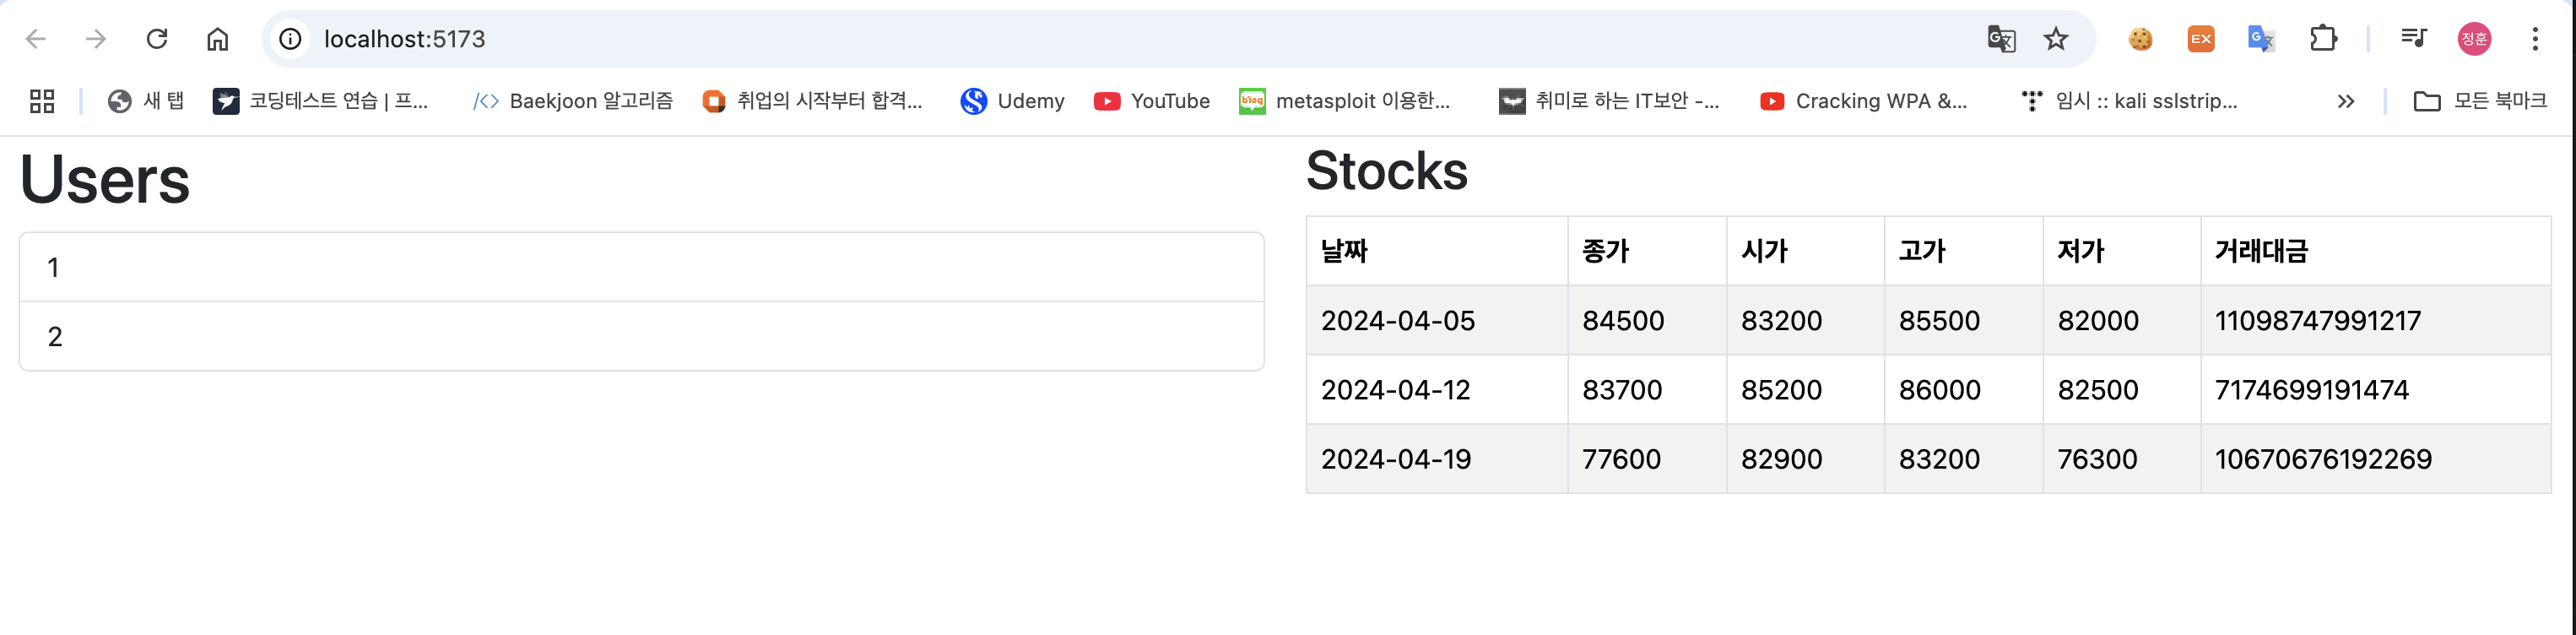 localhost:5173
정훈
EX
새 탭
코딩테스트 연습 | 프...
Baekjoon 알고리즘
취업의 시작부터 합격...
Udemy
YouTube
blog
metasploit 이용한...
취미로 하는 IT보안 -...
Cracking WPA &...
임시 :: kali sslstrip...
모든 북마크
Users
1
2
Stocks
날짜 종가 시가 고가 저가 거래대금
2024-04-05 84500 83200 85500 82000 11098747991217
2024-04-12 83700 85200 86000 82500 7174699191474
2024-04-19 77600 82900 83200 76300 10670676192269